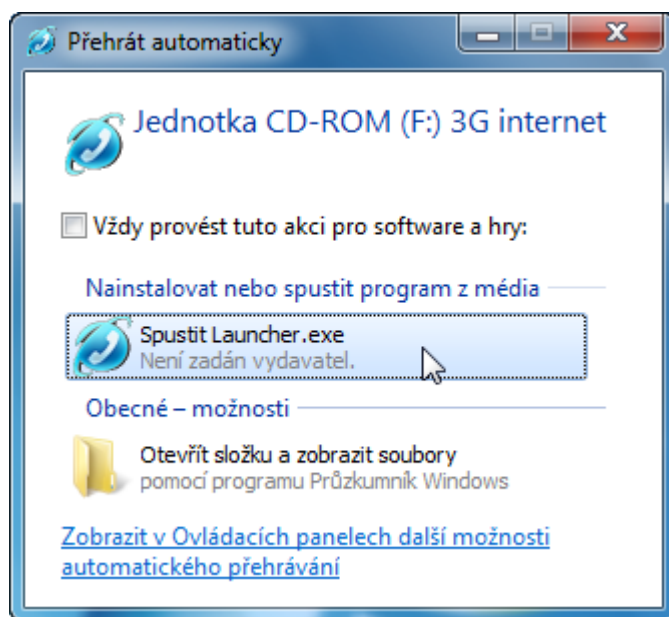 Přehrát automaticky
Jednotka CD-ROM (F:) 3G internet
Vždy provést tuto akci pro software a hry:
Nainstalovat nebo spustit program z média
Spustit Launcher.exe
Není zadán vydavatel.
Obecné – možnosti
Otevřít složku a zobrazit soubory
pomocí programu Průzkumník Windows
Zobrazit v Ovládacích panelech další možnosti
automatického přehrávání